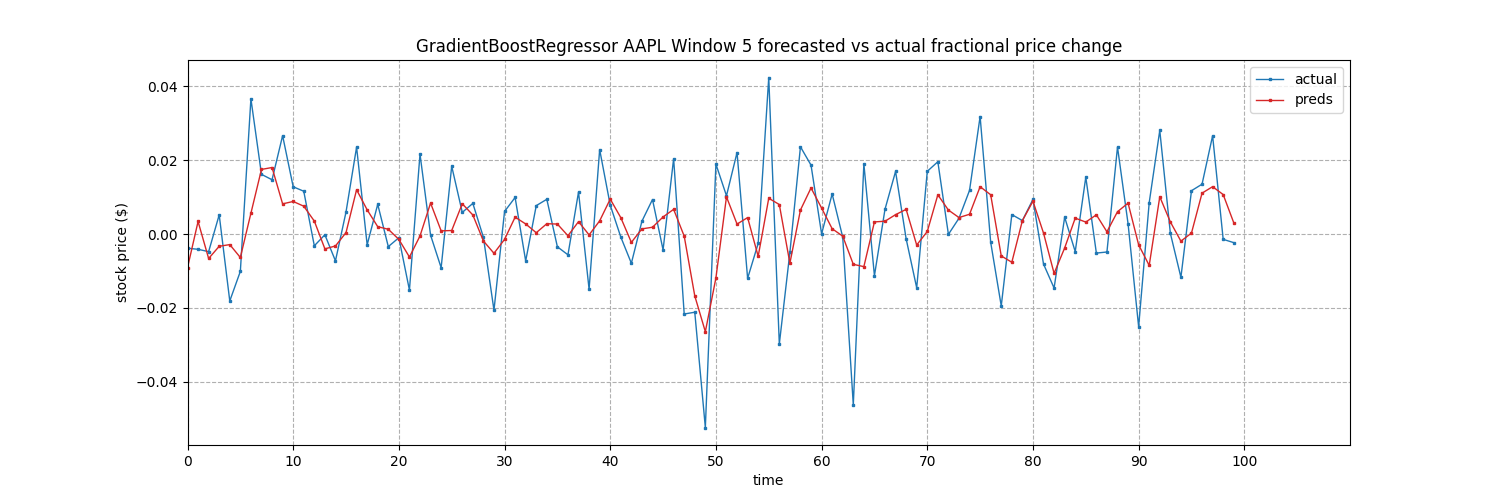 GradientBoostRegressor AAPL Window 5 forecasted vs actual fractional price change
actual
preds
stock price ($)
0.04
0.02
0.00
−0.02
−0.04
0 10 20 30 40 50 60 70 80 90 100
time